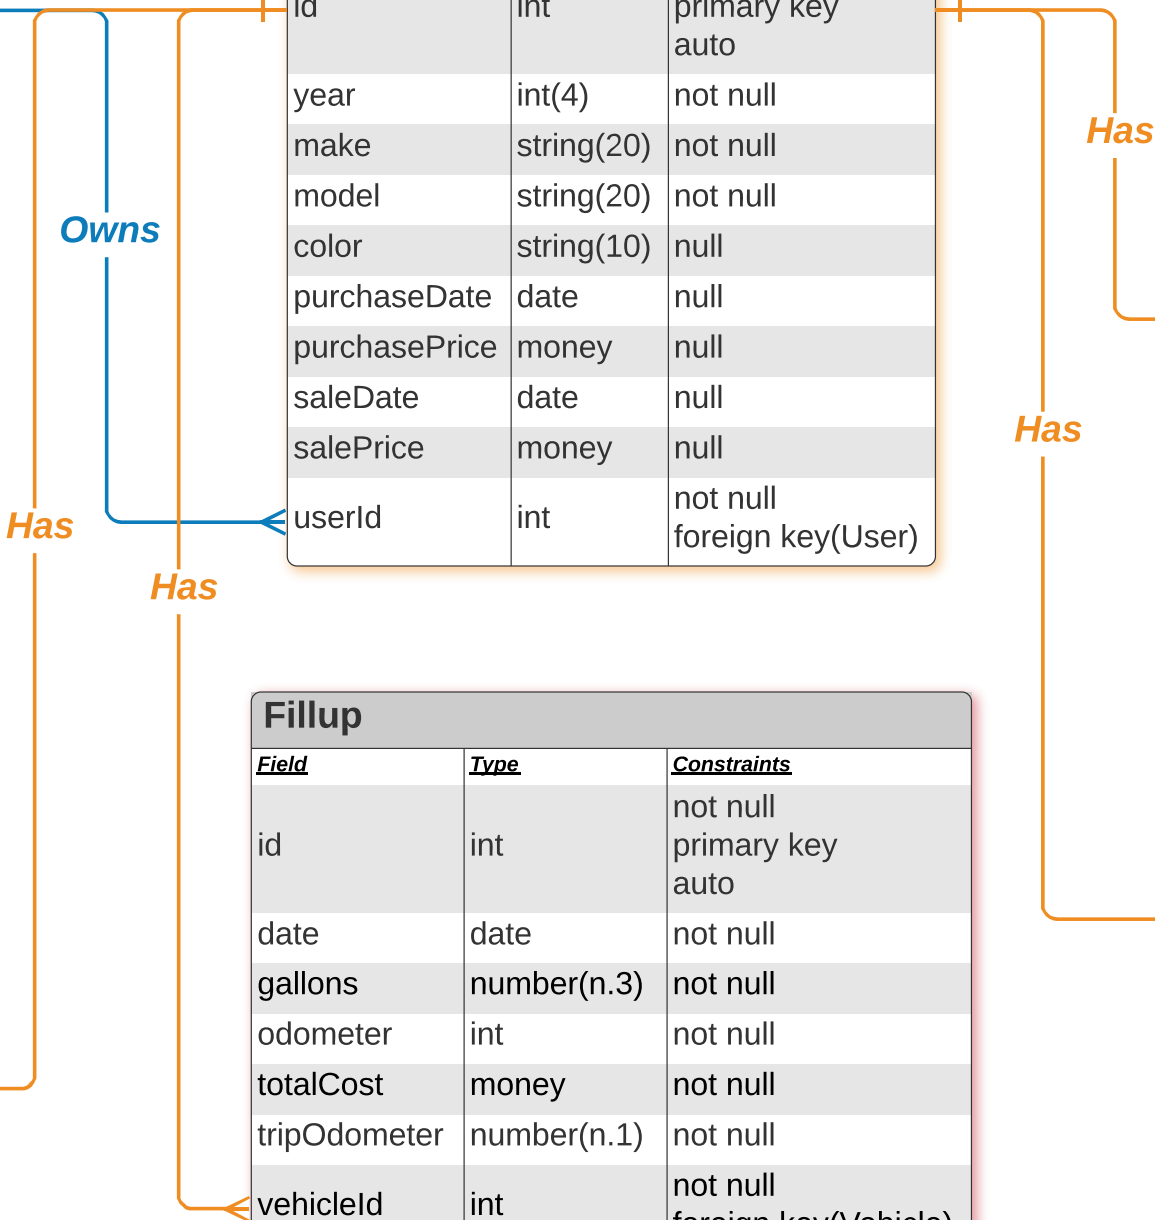 id int primary key
auto
year int(4) not null
make string(20) not null
model string(20) not null
color string(10) null
purchaseDate date null
purchasePrice money null
saleDate date null
salePrice money null
userId int not null
foreign key(User)
Has
Owns
Has
Has
Has
Fillup
Field Type Constraints
id int not null
primary key
auto
date date not null
gallons number(n.3) not null
odometer int not null
totalCost money not null
tripOdometer number(n.1) not null
vehicleId int not null
foreign key(Vehicle)
Has